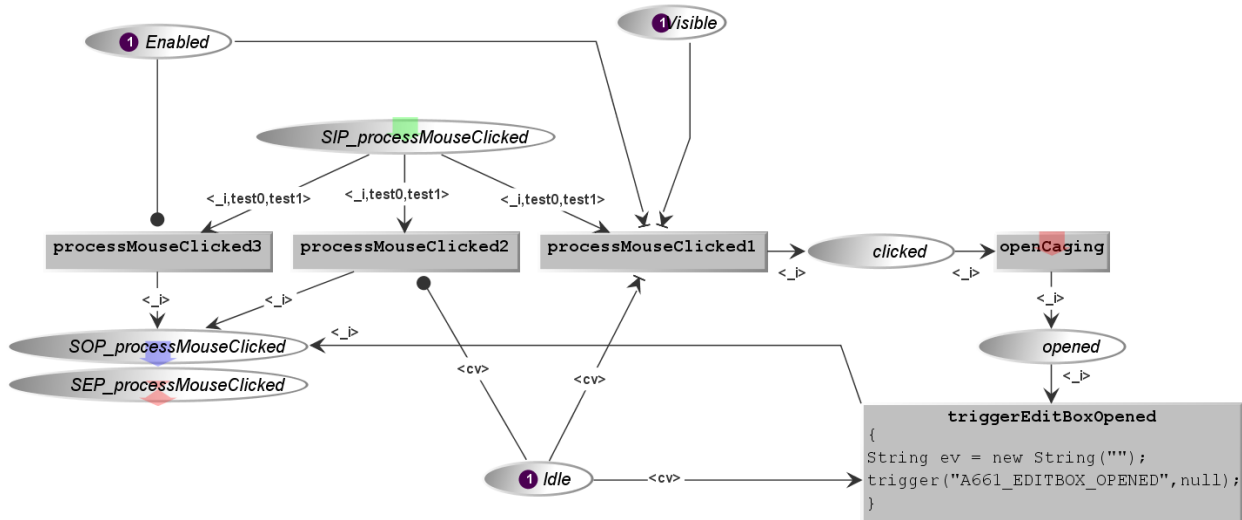 1 Enabled
1 Visible
SIP_processMouseClicked
<_i,test0,test1>
<_i,test0,test1>
<_i,test0,test1>
processMouseClicked3
processMouseClicked2
processMouseClicked1
clicked
openCaging
<_i>
<_i>
<_i>
<_i>
<_i>
SOP_processMouseClicked
<_i>
opened
SEP_processMouseClicked
<cv>
<cv>
<_i>
triggerEditBoxOpened
{
String ev = new String("");
trigger("A661_EDITBOX_OPENED",null);
}
1 Idle
<cv>